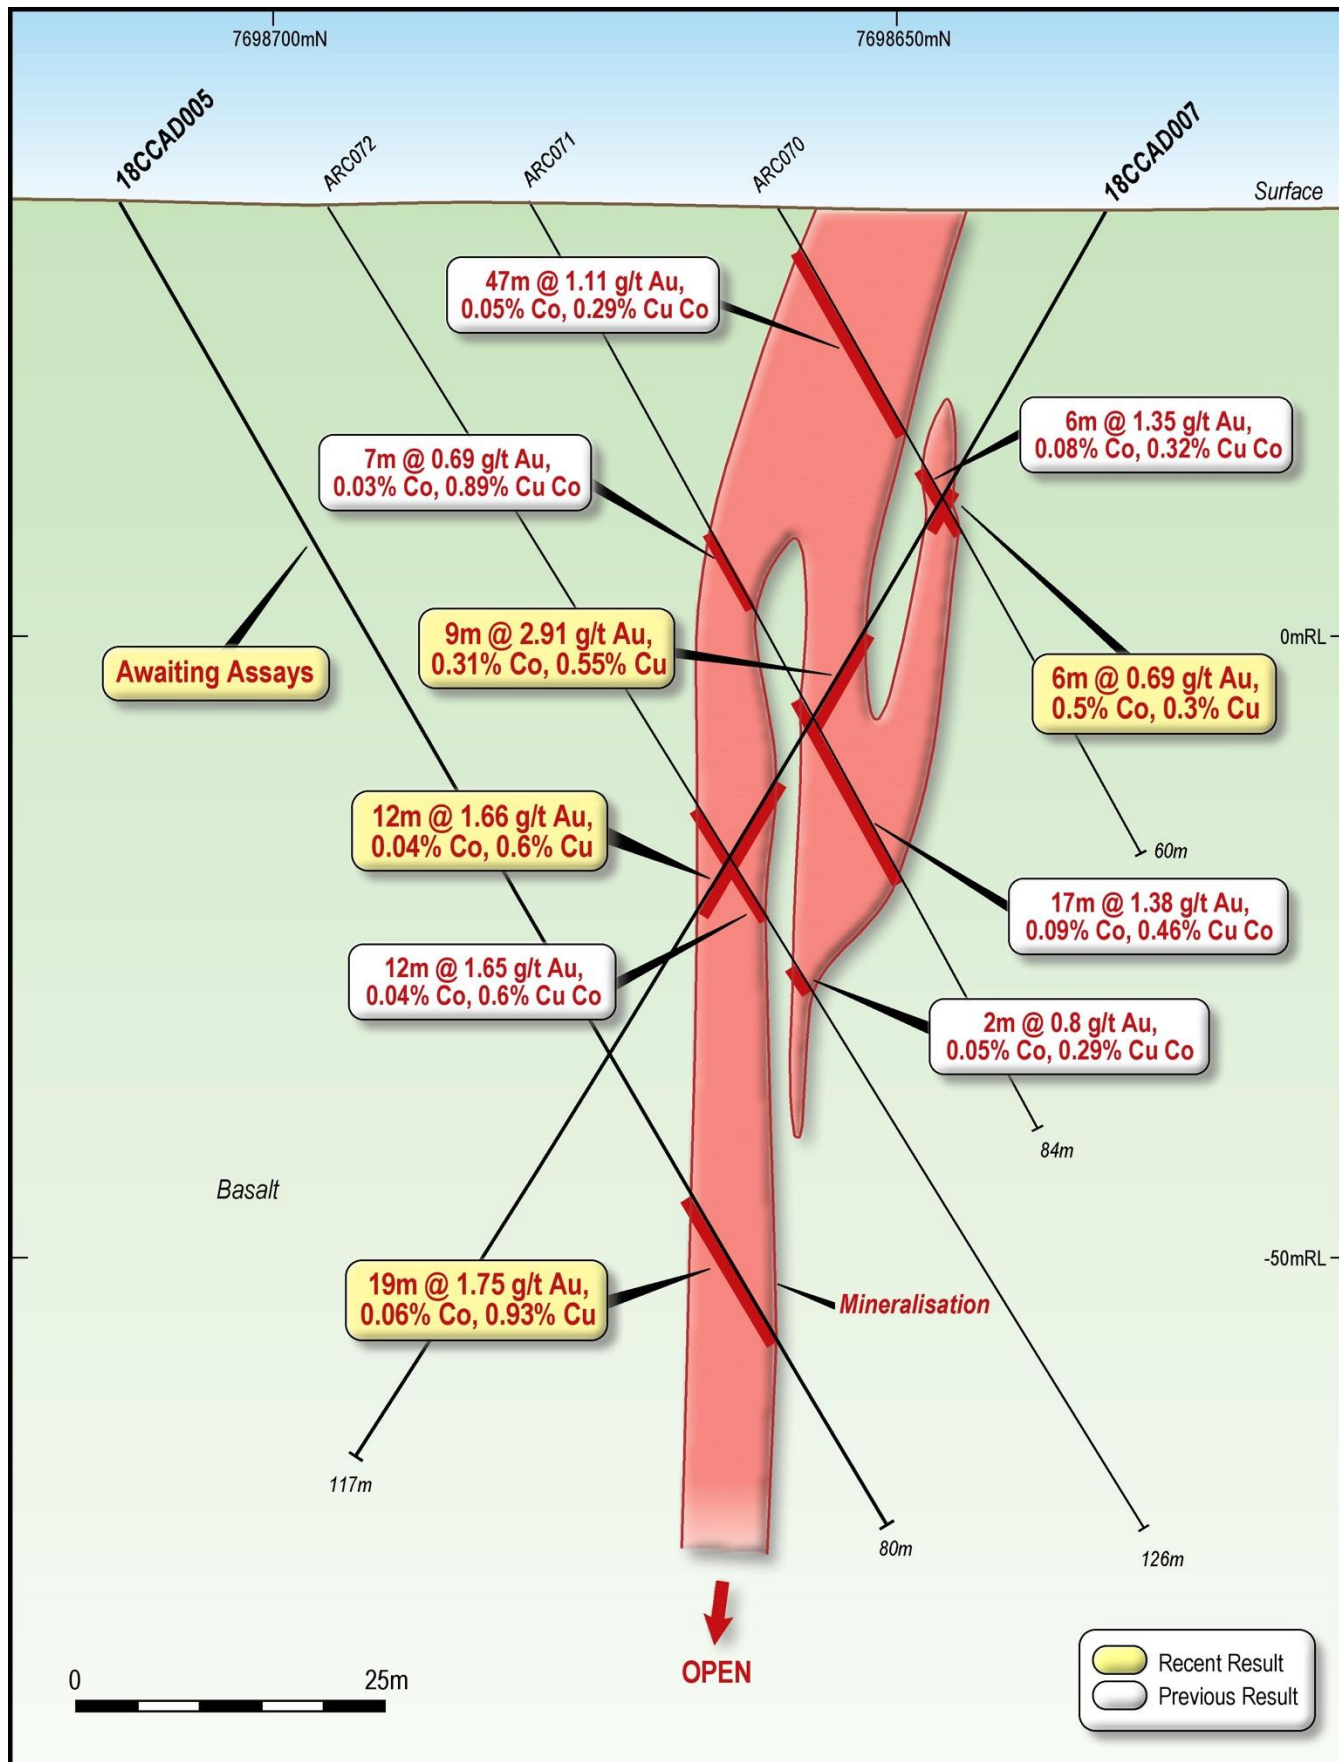 7698700mN
7698650mN
18CCAD005
ARC072
ARC071
ARC070
18CCAD007
Surface
47m @ 1.11 g/t Au,
0.05% Co, 0.29% Cu Co
6m @ 1.35 g/t Au,
0.08% Co, 0.32% Cu Co
7m @ 0.69 g/t Au,
0.03% Co, 0.89% Cu Co
9m @ 2.91 g/t Au,
0.31% Co, 0.55% Cu
0mRL
Awaiting Assays
6m @ 0.69 g/t Au,
0.5% Co, 0.3% Cu
12m @ 1.66 g/t Au,
0.04% Co, 0.6% Cu
60m
17m @ 1.38 g/t Au,
0.09% Co, 0.46% Cu Co
12m @ 1.65 g/t Au,
0.04% Co, 0.6% Cu Co
2m @ 0.8 g/t Au,
0.05% Co, 0.29% Cu Co
84m
Basalt
-50mRL
19m @ 1.75 g/t Au,
0.06% Co, 0.93% Cu
Mineralisation
117m
80m
126m
OPEN
0
25m
Recent Result
Previous Result